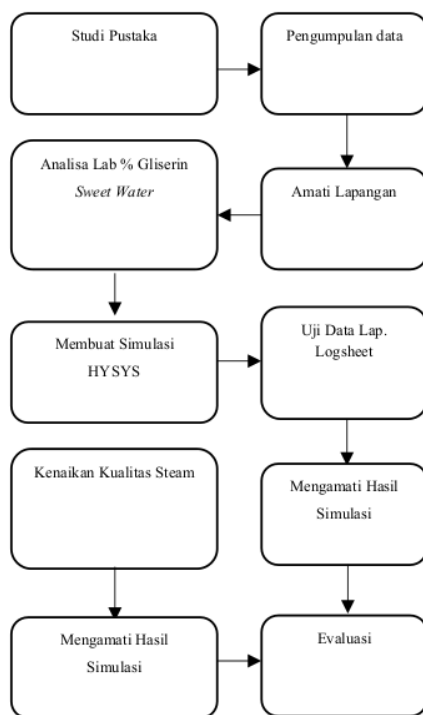 Studi Pustaka
Pengumpulan data
Analisa Lab % Gliserin
Sweet Water
Amati Lapangan
Membuat Simulasi
HYSYS
Uji Data Lap.
Logsheet
Kenaikan Kualitas Steam
Mengamati Hasil
Simulasi
Mengamati Hasil
Simulasi
Evaluasi